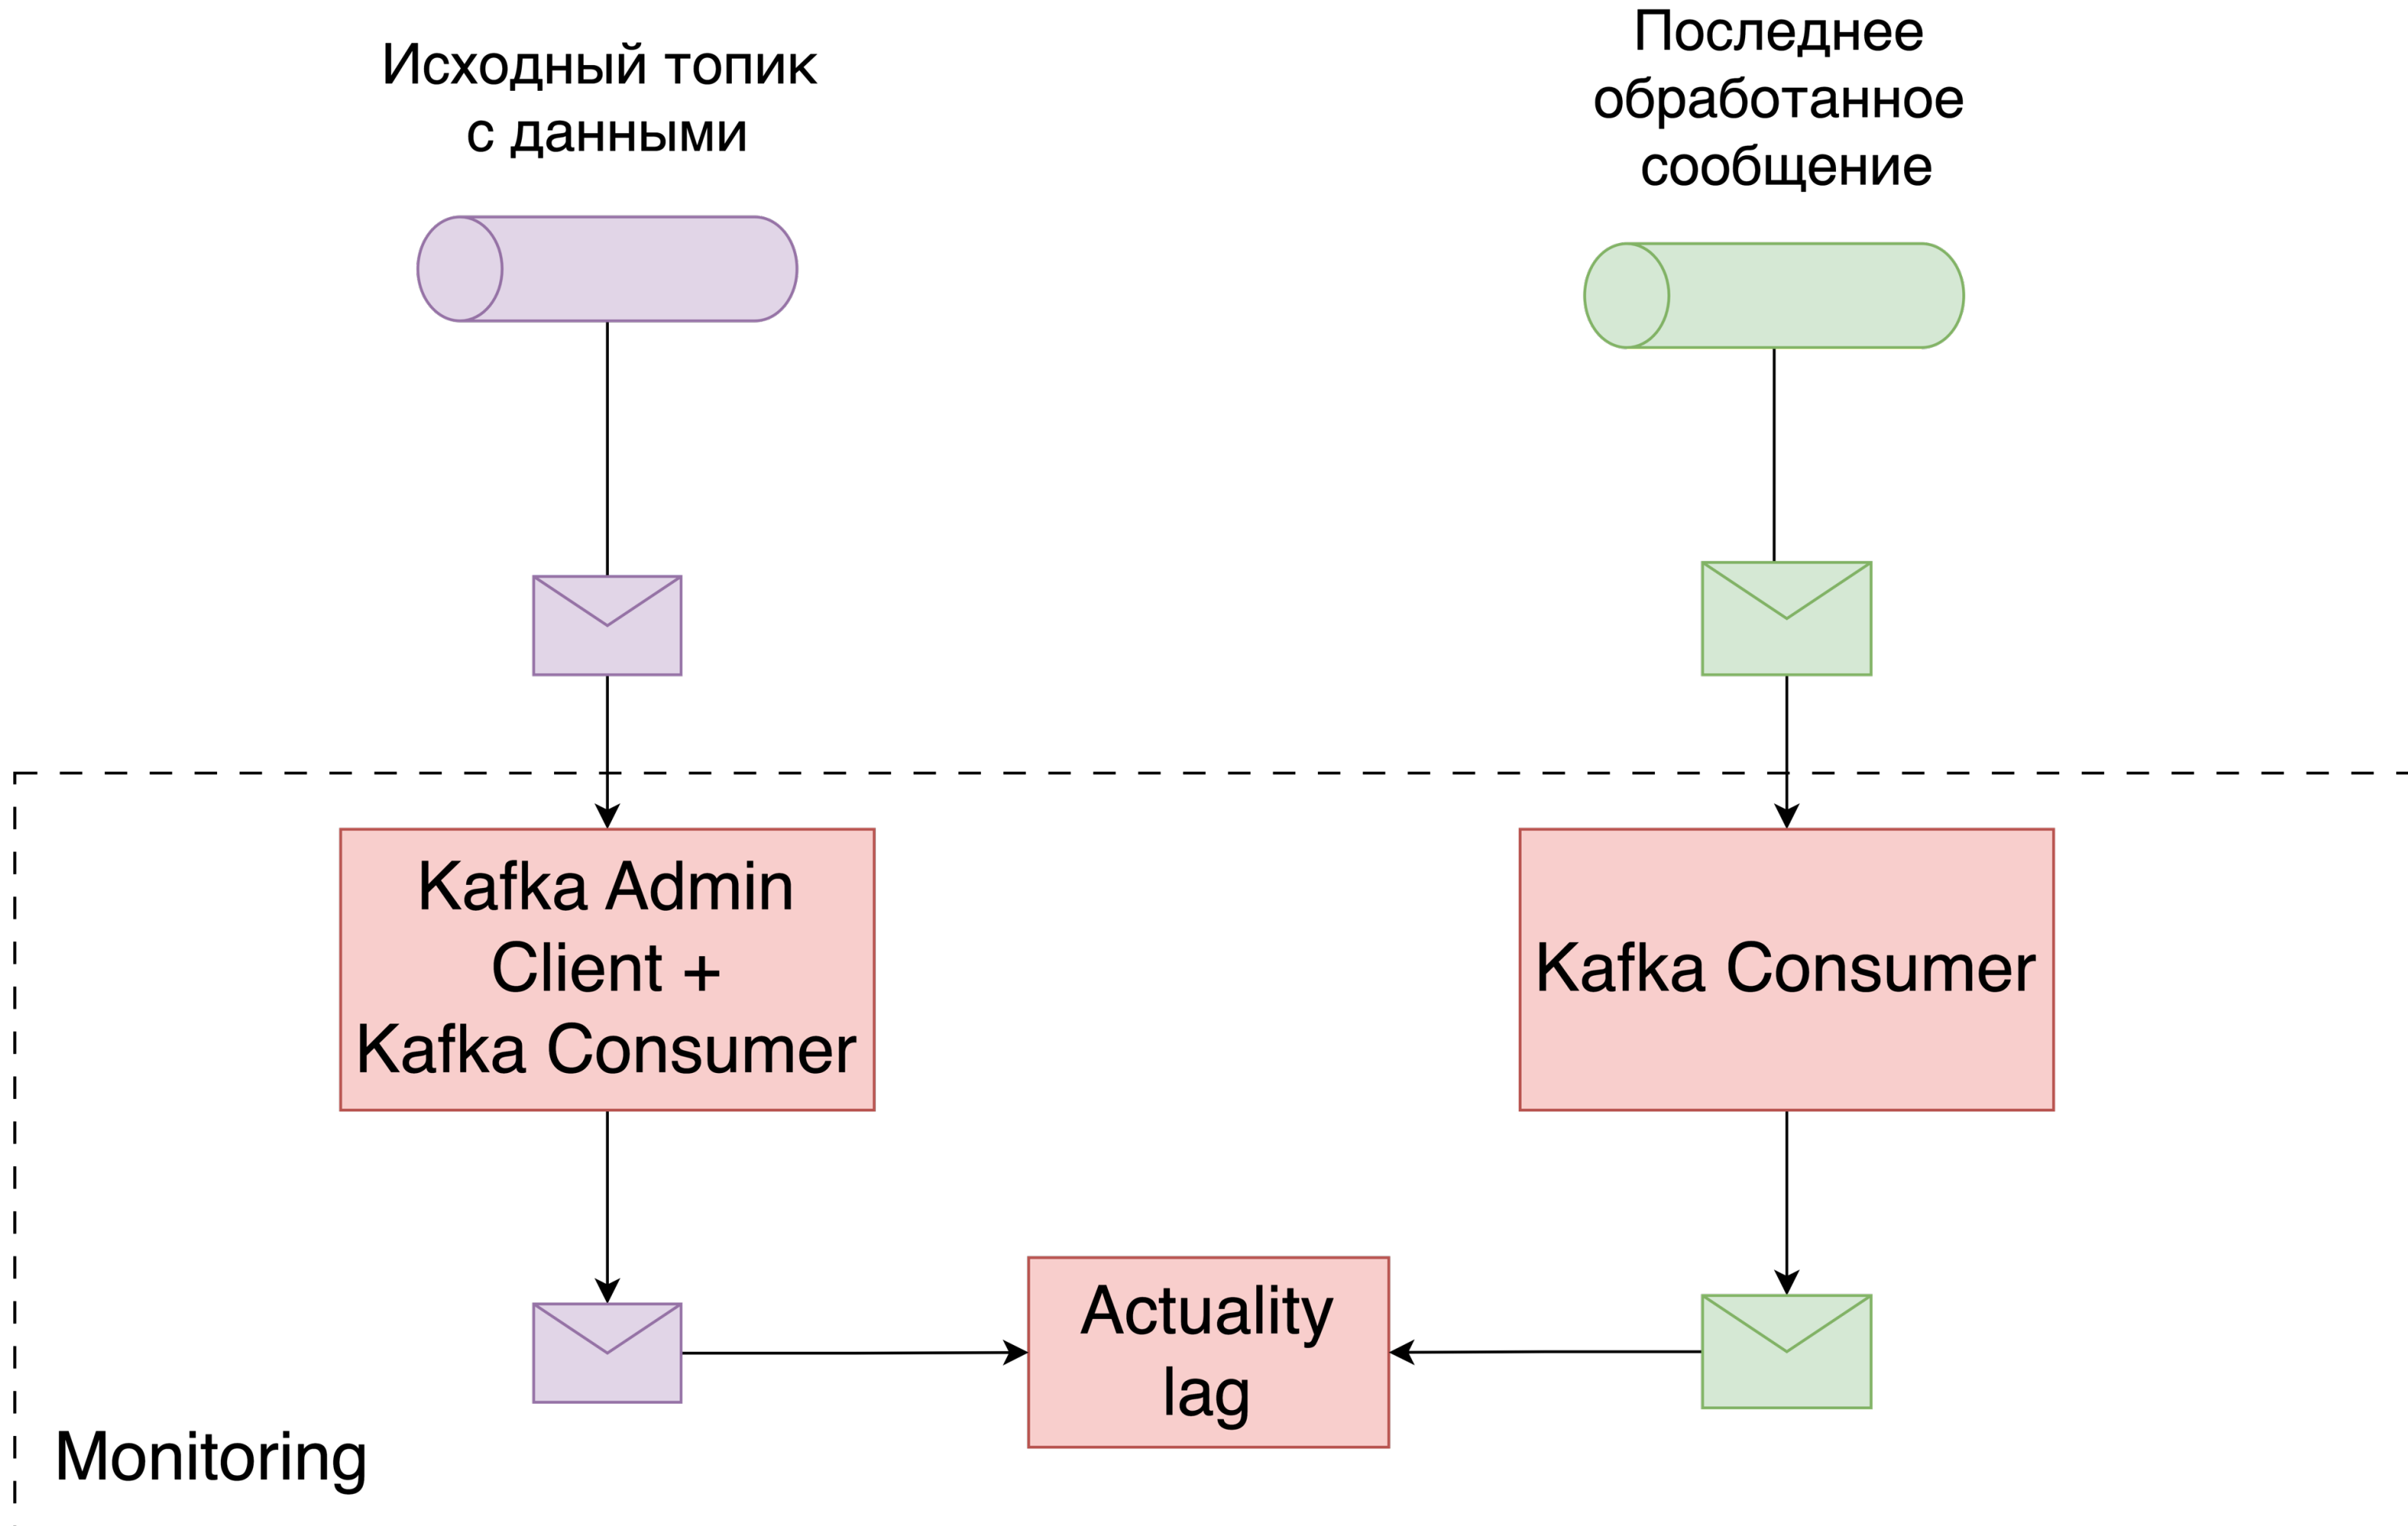 Исходный топик
с данными
Последнее
обработанное
сообщение
Kafka Admin
Client +
Kafka Consumer
Kafka Consumer
Actuality
lag
Monitoring